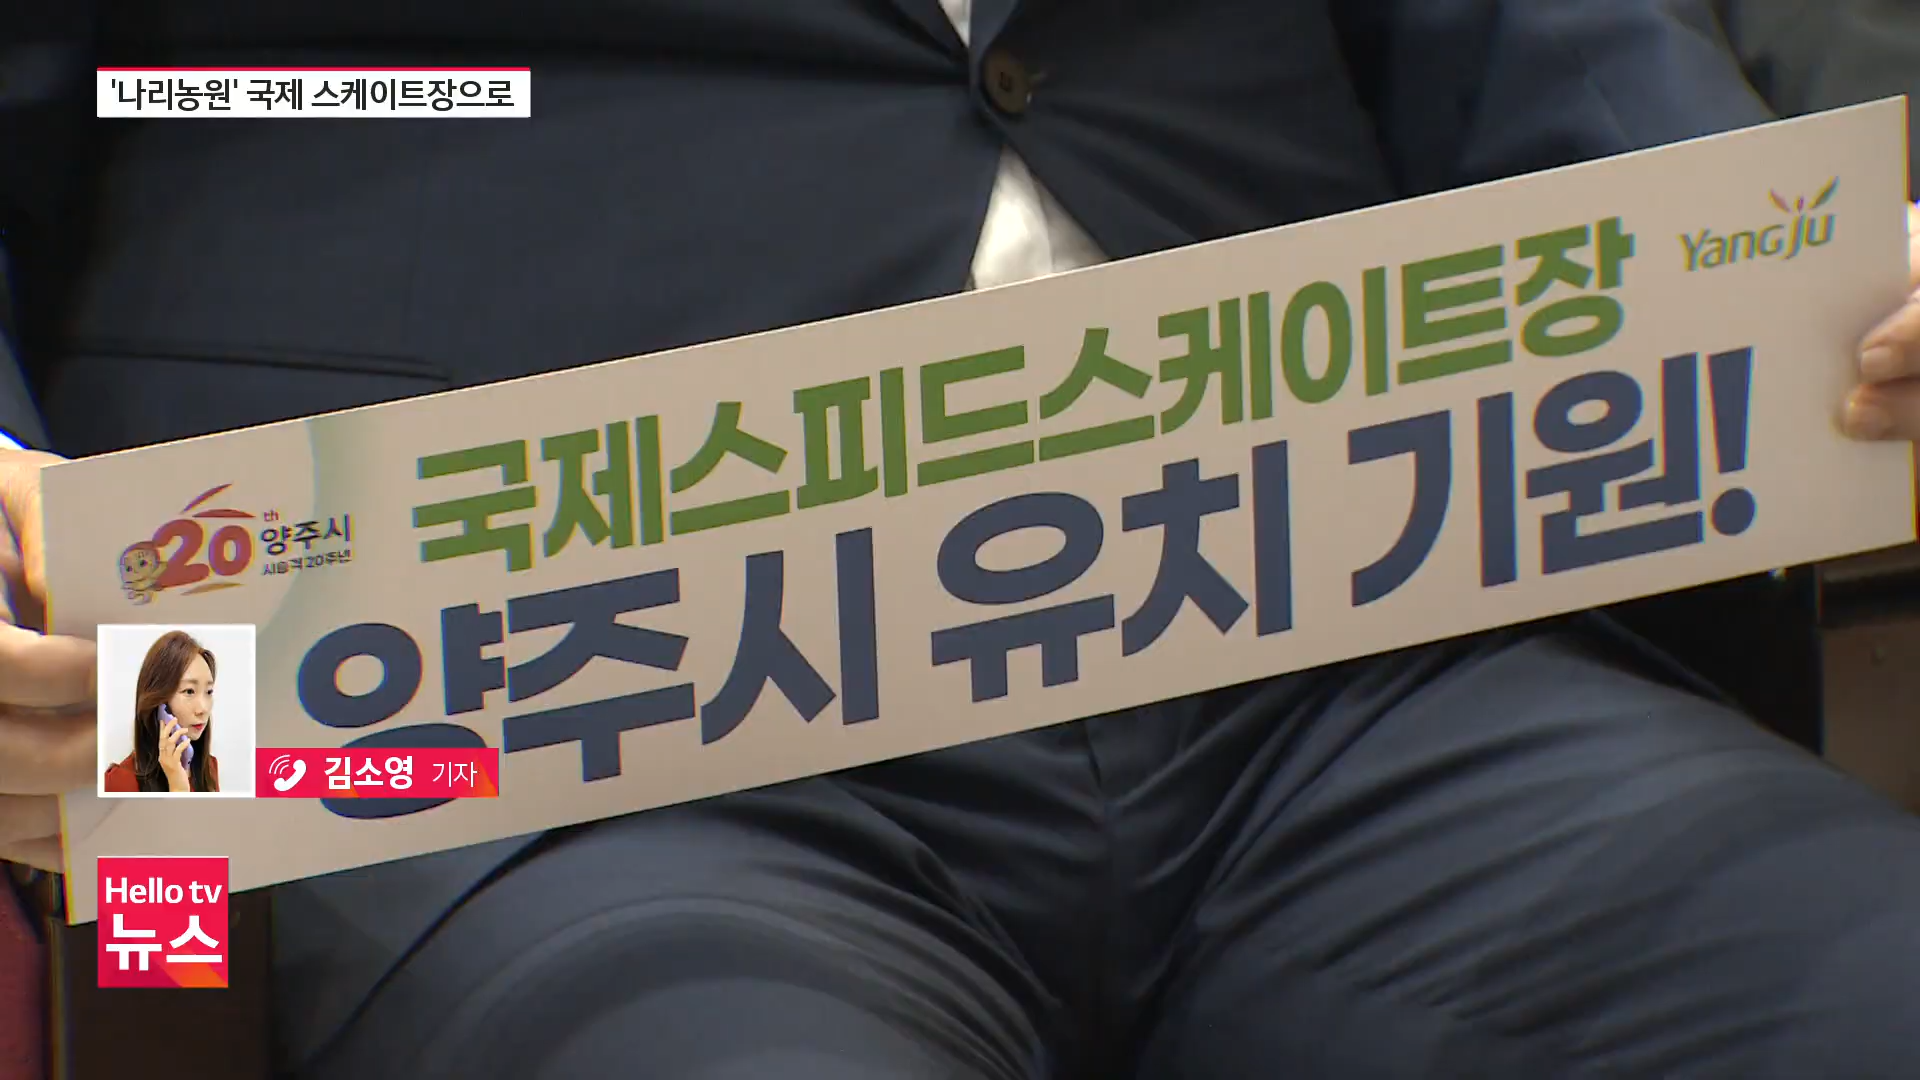 '나리농원' 국제 스케이트장으로
YangJu
국제스피드스케이트장
20th 양주시
시승격 20주년
양주시 유치 기원!
김소영 기자
Hello tv
뉴스